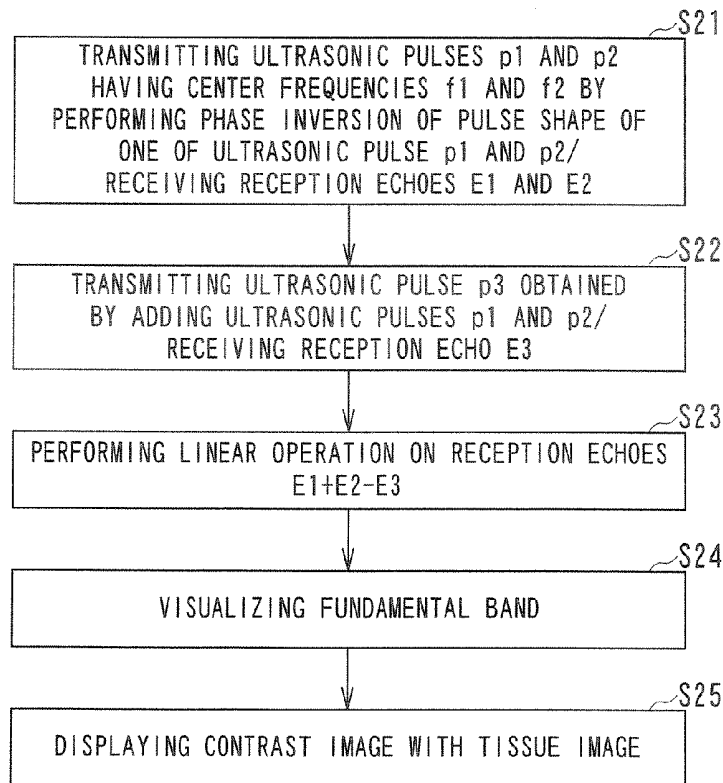 S21
TRANSMITTING ULTRASONIC PULSES p1 AND p2
HAVING CENTER FREQUENCIES f1 AND f2 BY
PERFORMING PHASE INVERSION OF PULSE SHAPE OF
ONE OF ULTRASONIC PULSE p1 AND p2/
RECEIVING RECEPTION ECHOES E1 AND E2
S22
TRANSMITTING ULTRASONIC PULSE p3 OBTAINED
BY ADDING ULTRASONIC PULSES p1 AND p2/
RECEIVING RECEPTION ECHO E3
S23
PERFORMING LINEAR OPERATION ON RECEPTION ECHOES
E1+E2-E3
S24
VISUALIZING FUNDAMENTAL BAND
S25
DISPLAYING CONTRAST IMAGE WITH TISSUE IMAGE